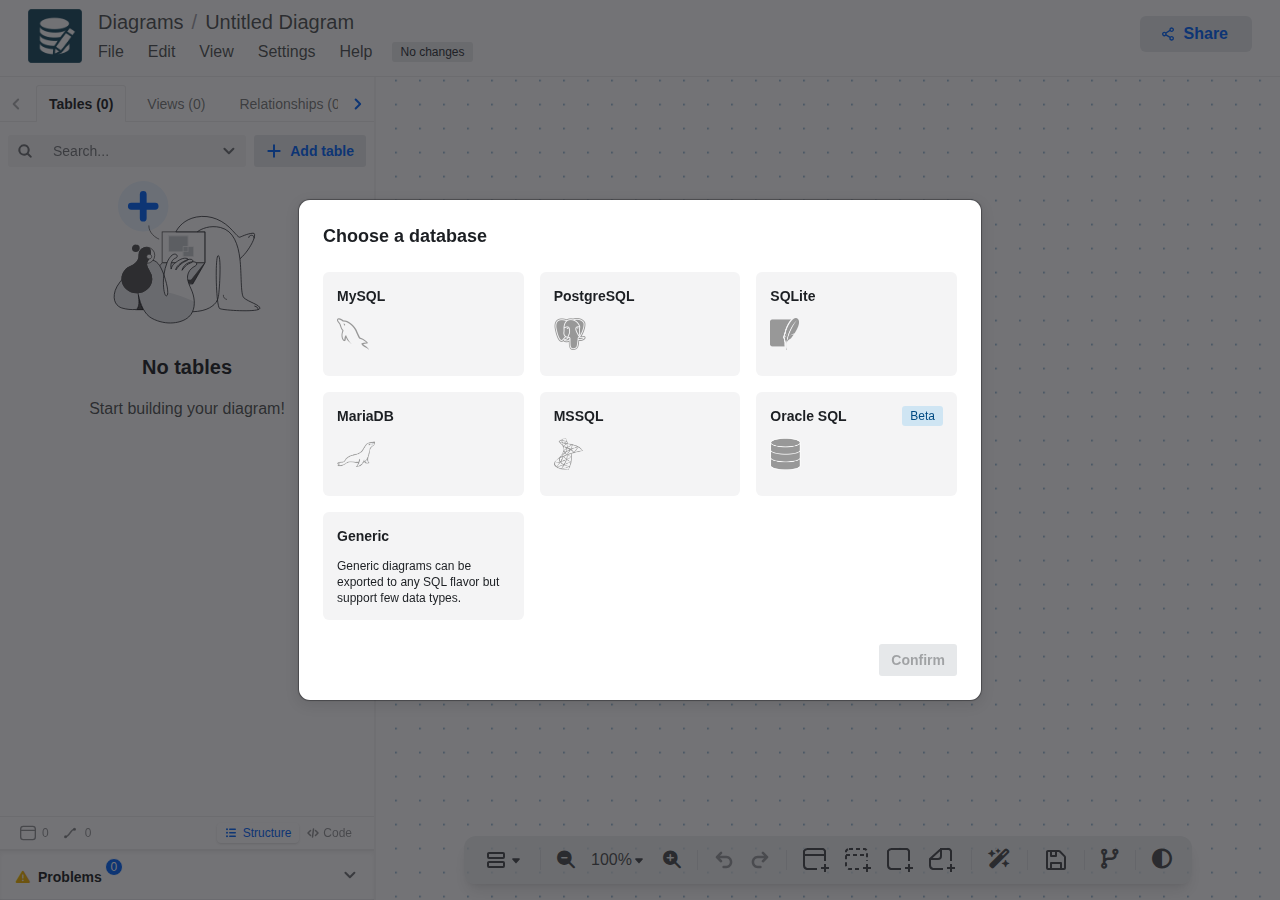 Diagrams / Untitled Diagram
File Edit View Settings Help No changes
Share
Tables (0) Views (0) Relationships (0
Search...
Add table
No tables
Start building your diagram!
Choose a database
MySQL
PostgreSQL
SQLite
MariaDB
MSSQL
Oracle SQL
Beta
Generic
Generic diagrams can be
exported to any SQL flavor but
support few data types.
Confirm
0 0 Structure Code
Problems 0
100%